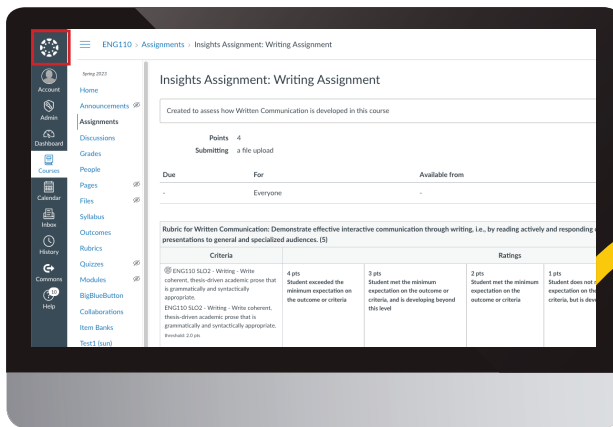 ENG110 > Assignments > Insights Assignment: Writing Assignment
Account
Admin
Dashboard
Courses
Calendar
Inbox
History
Commons
10
Help
Spring 2023
Home
Announcements
Assignments
Discussions
Grades
People
Pages
Files
Syllabus
Outcomes
Rubrics
Quizzes
Modules
BigBlueButton
Collaborations
Item Banks
Test1 (sun)
Insights Assignment: Writing Assignment
Created to assess how Written Communication is developed in this course
Points 4
Submitting a file upload
Due For Available from
- Everyone -
Rubric for Written Communication: Demonstrate effective interactive communication through writing, i.e., by reading actively and responding
presentations to general and specialized audiences. (5)
Criteria Ratings
ENG110 SLO2 - Writing - Write
coherent, thesis-driven academic prose that
is grammatically and syntactically
appropriate.
ENG110 SLO2 - Writing - Write coherent,
thesis-driven academic prose that is
grammatically and syntactically appropriate.
threshold: 2.0 pts
4 pts
Student exceeded the
minimum expectation on
the outcome or criteria
3 pts
Student met the minimum
expectation on the outcome or
criteria, and is developing beyond
this level
2 pts
Student met the minimum
expectation on the
outcome or criteria
1 pts
Student does not
expectation on the
criteria, but is